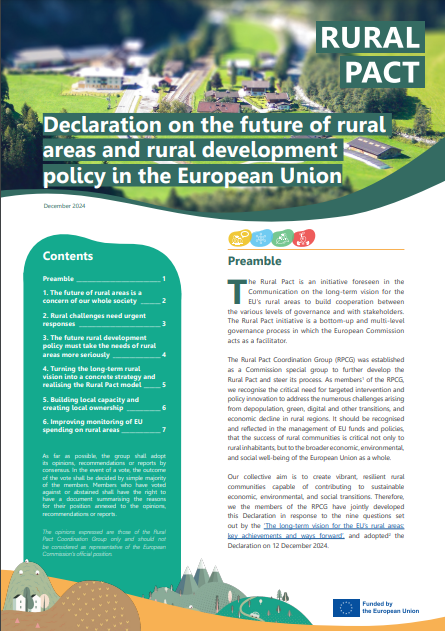 RURAL
PACT
Declaration on the future of rural
areas and rural development
policy in the European Union
December 2024
Contents
Preamble 1
1. The future of rural areas is a
concern of our whole society 2
2. Rural challenges need urgent
responses 3
3. The future rural development
policy must take the needs of rural
areas more seriously 4
4. Turning the long-term rural
vision into a concrete strategy and
realising the Rural Pact model 5
5. Building local capacity and
creating local ownership 6
6. Improving monitoring of EU
spending on rural areas 7
As far as possible, the group shall adopt
its opinions, recommendations or reports by
consensus. In the event of a vote, the outcome
of the vote shall be decided by simple majority
of the members. Members who have voted
against or abstained shall have the right to
have a document summarising the reasons
for their position annexed to the opinions,
recommendations or reports.
The opinions expressed are those of the Rural
Pact Coordination Group only and should not
be considered as representative of the European
Commission's official position.
Preamble
The Rural Pact is an initiative foreseen in the
Communication on the long-term vision for the
EU's rural areas to build cooperation between
the various levels of governance and with stakeholders.
The Rural Pact initiative is a bottom-up and multi-level
governance process in which the European Commission
acts as a facilitator.
The Rural Pact Coordination Group (RPCG) was established
as a Commission special group to further develop the
Rural Pact and steer its process. As members¹ of the RPCG,
we recognise the critical need for targeted intervention and
policy innovation to address the numerous challenges arising
from depopulation, green, digital and other transitions, and
economic decline in rural regions. It should be recognised
and reflected in the management of EU funds and policies,
that the success of rural communities is critical not only to
rural inhabitants, but to the broader economic, environmental,
and social well-being of the European Union as a whole.
Our collective aim is to create vibrant, resilient rural
communities capable of contributing to sustainable
economic, environmental, and social transitions. Therefore,
we the members of the RPCG have jointly developed
this Declaration in response to the nine questions set
out by the 'The long-term vision for the EU's rural areas:
key achievements and ways forward', and adopted² the
Declaration on 12 December 2024.
Funded by
the European Union